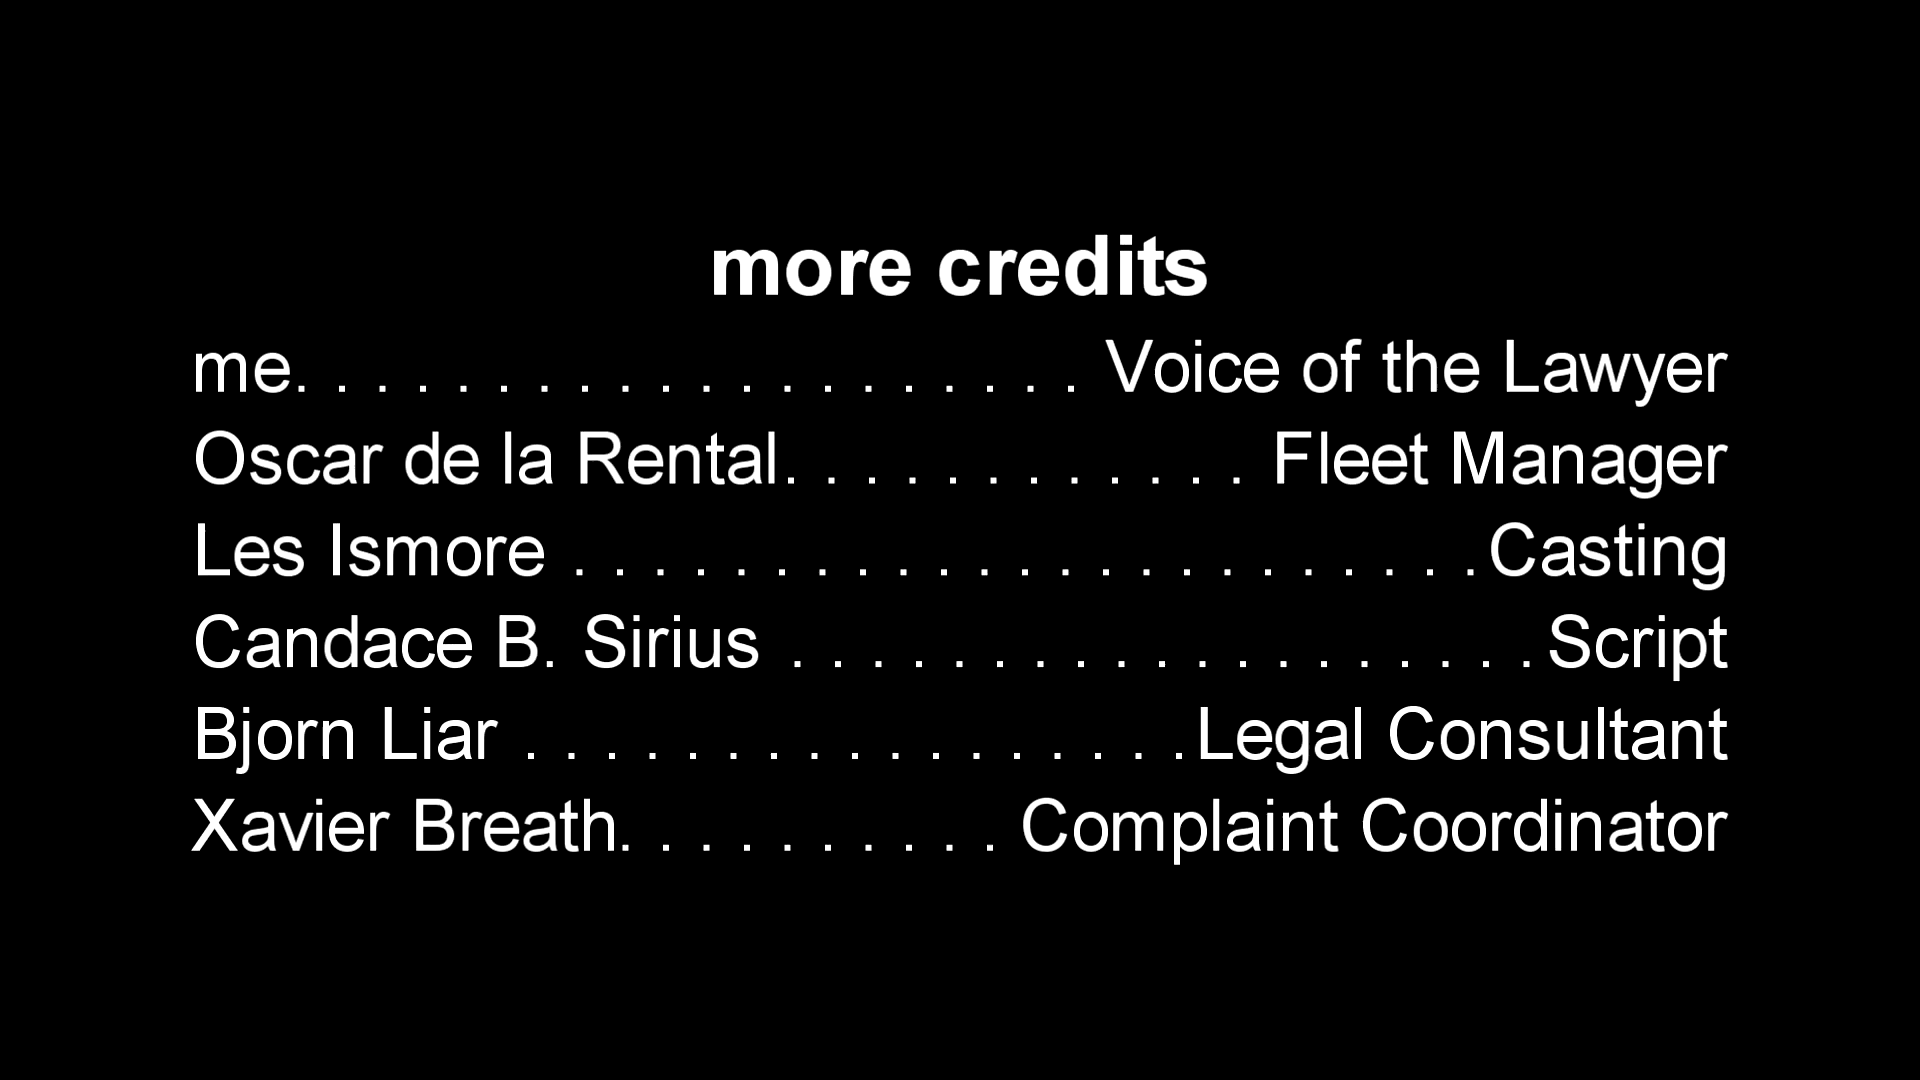 more credits
me. . . . . . . . . . . . . . . . . . . . Voice of the Lawyer
Oscar de la Rental. . . . . . . . . . . . Fleet Manager
Les Ismore . . . . . . . . . . . . . . . . . . . . . . . Casting
Candace B. Sirius . . . . . . . . . . . . . . . . . . . Script
Bjorn Liar . . . . . . . . . . . . . . . . . Legal Consultant
Xavier Breath. . . . . . . . . . Complaint Coordinator